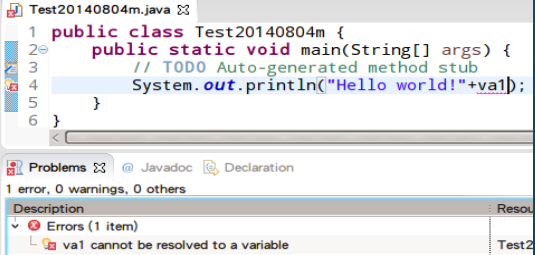 Test20140804m.java
1 public class Test20140804m {
2 public static void main(String[] args) {
3 // TODO Auto-generated method stub
4 System.out.println("Hello world!"+va1);
5 }
6 }
Problems @ Javadoc Declaration
1 error, 0 warnings, 0 others
Description Resou
Errors (1 item)
va1 cannot be resolved to a variable Test2